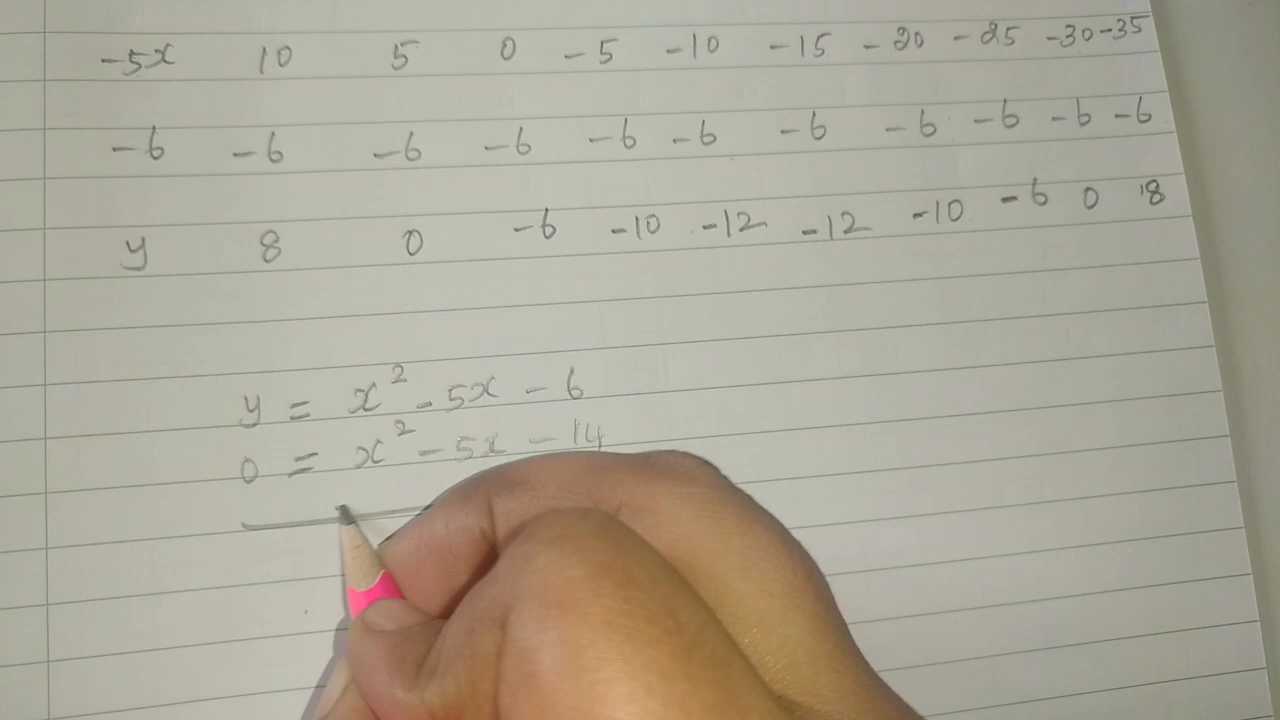 -5x 10 5 0 -5 -10 -15 -20 -25 -30 -35
-6 -6 -6 -6 -6 -6 -6 -6 -6 -6 -6
y 8 0 -6 -10 -12 -12 -10 -6 0 8
y = x² - 5x - 6
0 = x² - 5x - 14